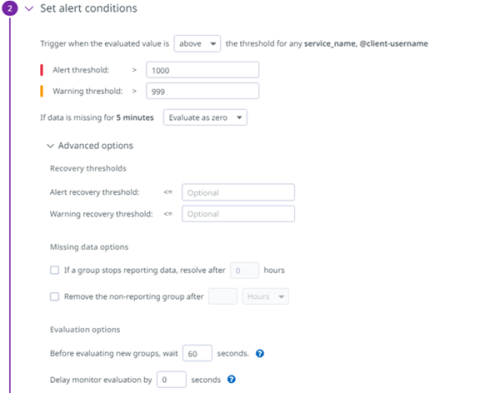 2 Set alert conditions
Trigger when the evaluated value is above the threshold for any service_name, @client-username
Alert threshold: > 1000
Warning threshold: > 999
If data is missing for 5 minutes Evaluate as zero
Advanced options
Recovery thresholds
Alert recovery threshold: <= Optional
Warning recovery threshold: <= Optional
Missing data options
If a group stops reporting data, resolve after 0 hours
Remove the non-reporting group after Hours
Evaluation options
Before evaluating new groups, wait 60 seconds. ?
Delay monitor evaluation by 0 seconds ?